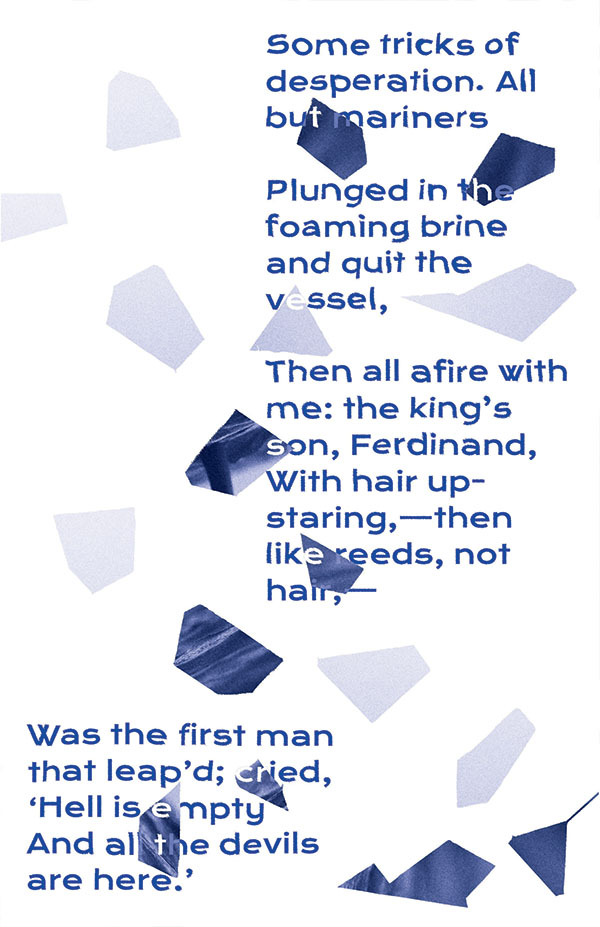 Some tricks of
desperation. All
but mariners
Plunged in the
foaming brine
and quit the
vessel,
Then all afire with
me: the king’s
son, Ferdinand,
With hair up-
staring,—then
like reeds, not
hair,—
Was the first man
that leap’d; cried,
‘Hell is empty
And all the devils
are here.’